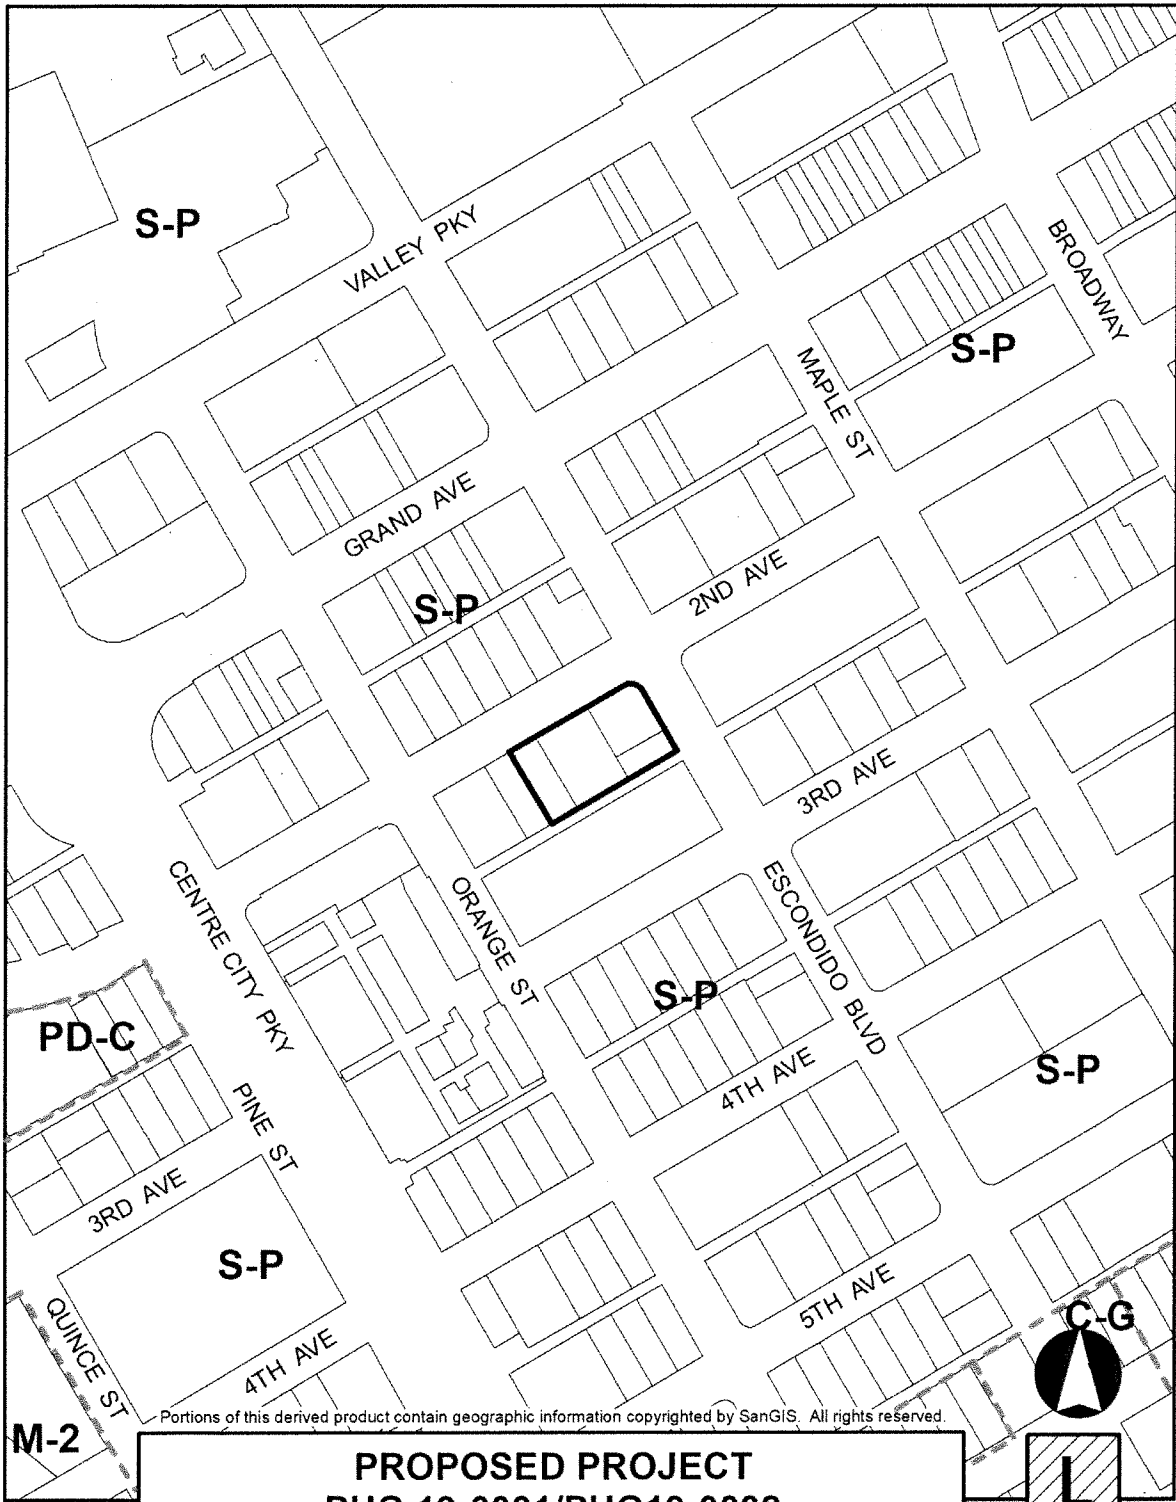 S-P
VALLEY PKY
BROADWAY
S-P
MAPLE ST
GRAND AVE
2ND AVE
S-P
3RD AVE
CENTRE CITY PKY
ORANGE ST
ESCONDIDO BLVD
S-P
PD-C
4TH AVE
S-P
PINE ST
3RD AVE
S-P
5TH AVE
QUINCE ST
C-G
4TH AVE
Portions of this derived product contain geographic information copyrighted by SanGIS. All rights reserved.
M-2
PROPOSED PROJECT